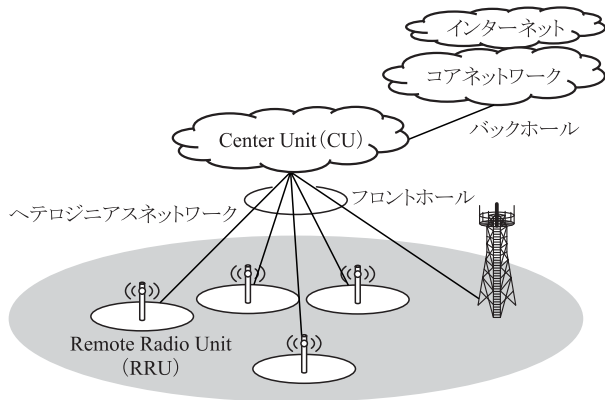 インターネット
コアネットワーク
バックホール
Center Unit(CU)
フロントホール
ヘテロジニアスネットワーク
Remote Radio Unit
(RRU)